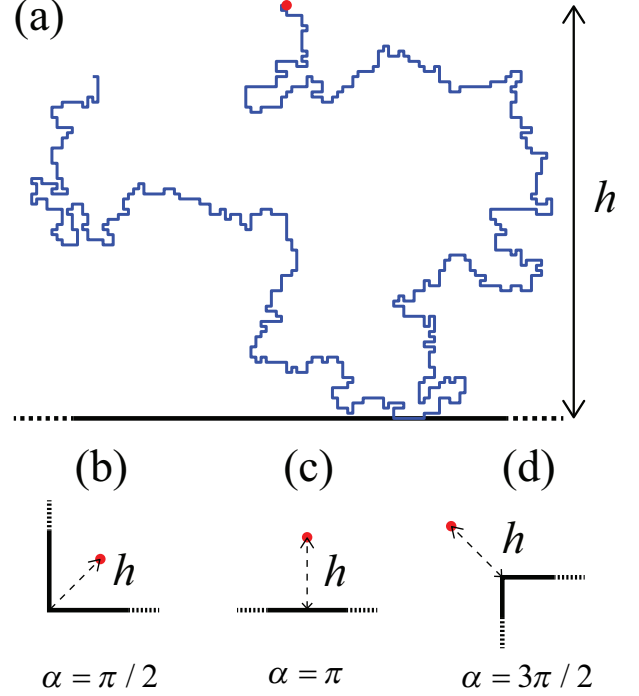 (a)
h
(b) (c) (d)
h h h
α = π / 2 α = π α = 3π / 2